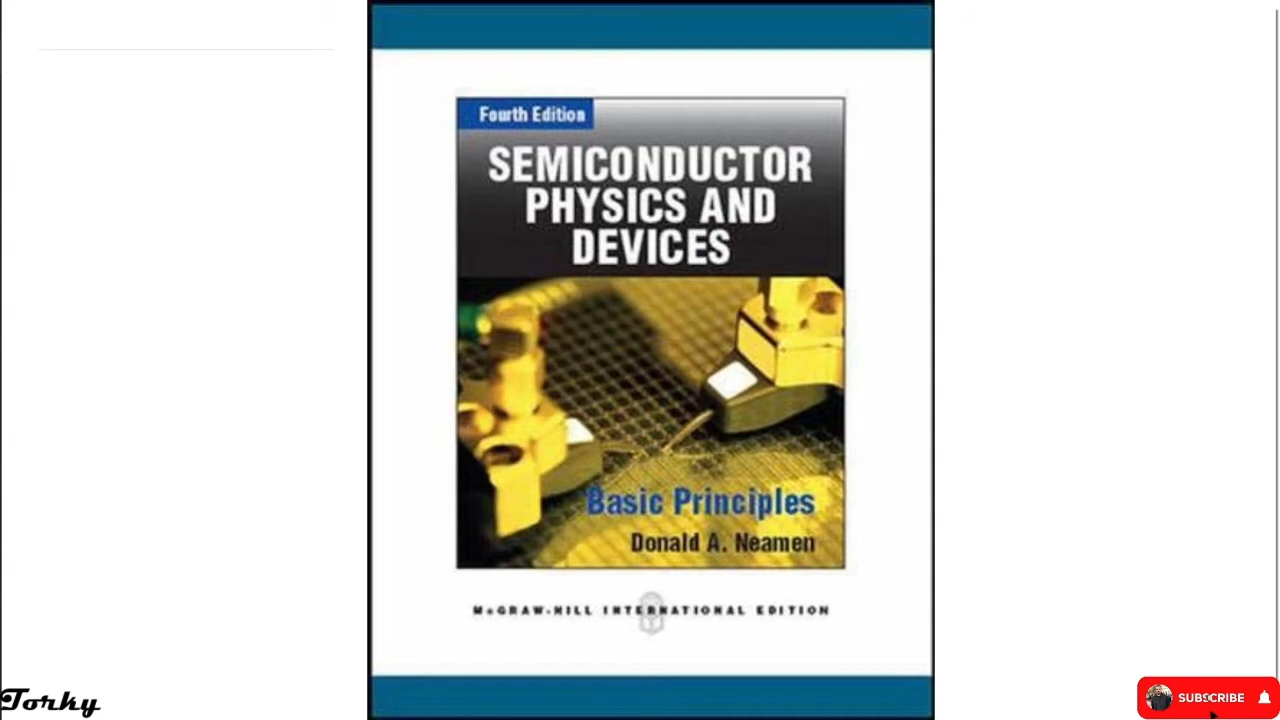 Fourth Edition
SEMICONDUCTOR
PHYSICS AND
DEVICES
Basic Principles
Donald A. Neamen
McGRAW-HILL INTERNATIONAL EDITION
Torky
SUBSCRIBE